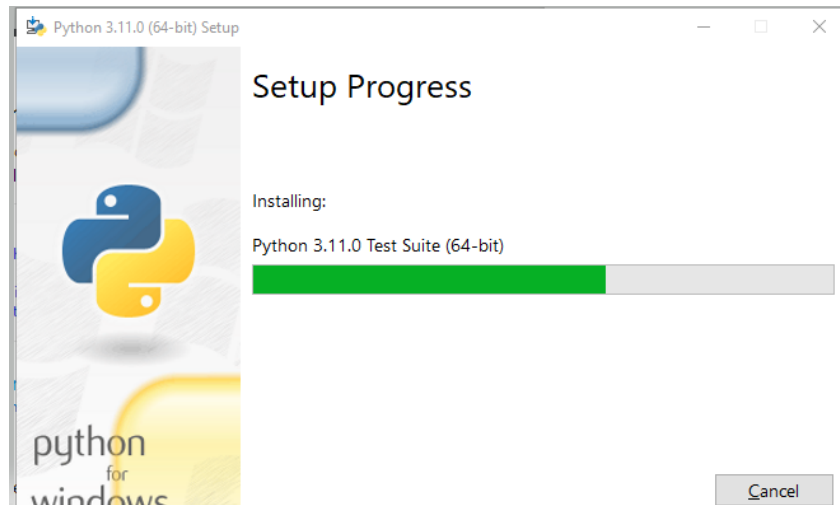 Python 3.11.0 (64-bit) Setup
Setup Progress
Installing:
Python 3.11.0 Test Suite (64-bit)
python
for
windows
Cancel